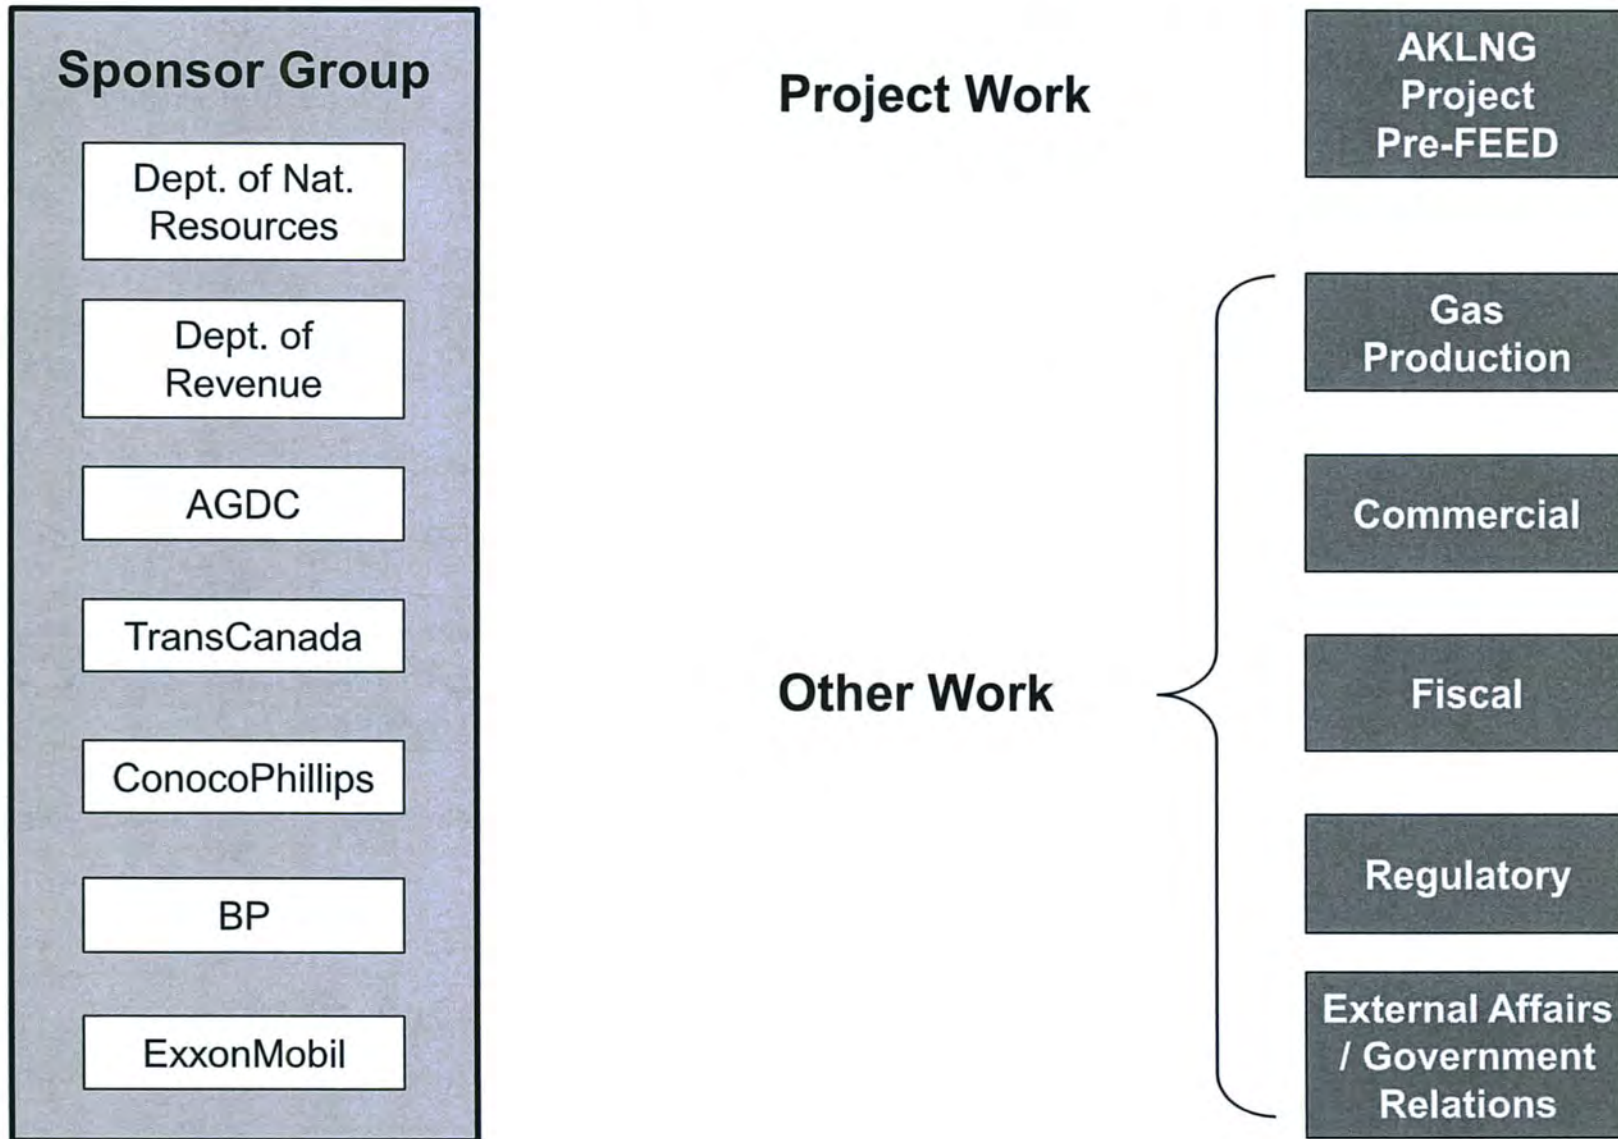 Sponsor Group
Dept. of Nat.
Resources
Dept. of
Revenue
AGDC
TransCanada
ConocoPhillips
BP
ExxonMobil
Project Work
Other Work
AKLNG
Project
Pre-FEED
Gas
Production
Commercial
Fiscal
Regulatory
External Affairs
/ Government
Relations